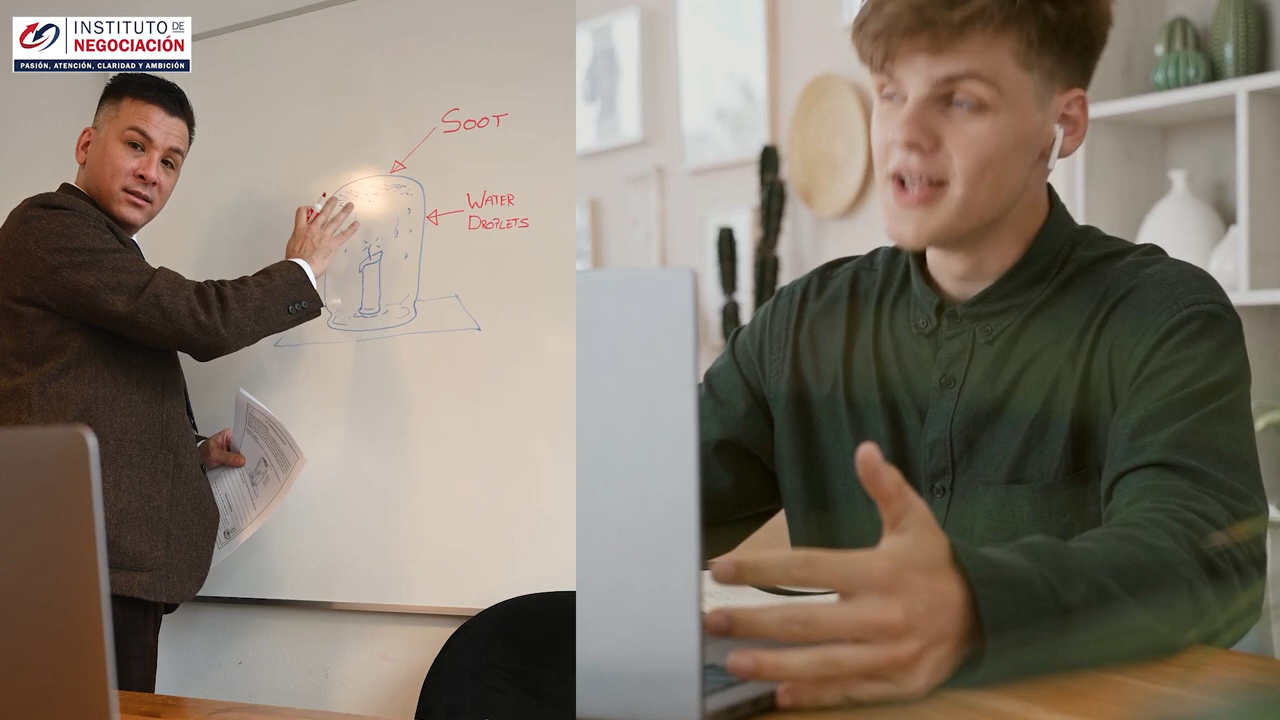 INSTITUTO DE
NEGOCIACIÓN
PASIÓN, ATENCIÓN, CLARIDAD Y AMBICIÓN
SOOT
WATER
DROPLETS